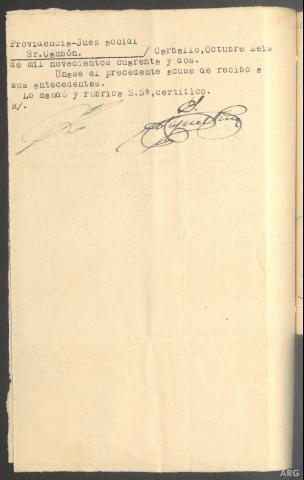 Providencia-Juez social
Sr.Cambón. / Carballo,Octubre seis
de mil novecientos cuarenta y dos.
Unase el precedente acuse de recibo a
sus antecedentes.
Lo mandó y rubrica S.Sª,certifico.
R/.
ARG